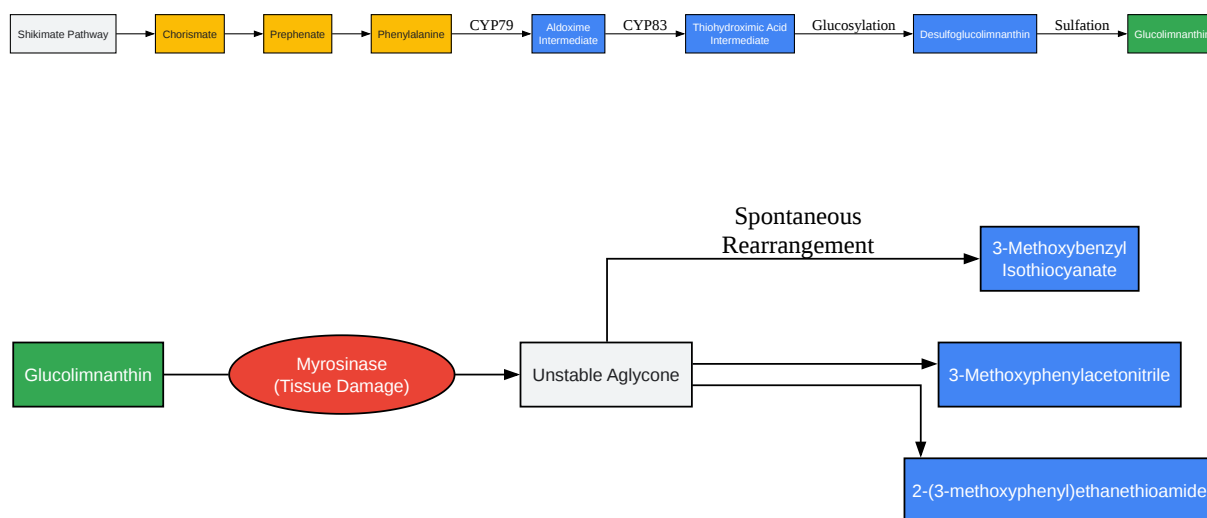 Shikimate Pathway
Chorismate
Prephenate
Phenylalanine
CYP79
Aldoxime
Intermediate
CYP83
Thiohydroximic Acid
Intermediate
Glucosylation
Desulfoglucolimnanthin
Sulfation
Glucolimnanthin
Spontaneous
Rearrangement
3-Methoxybenzyl
Isothiocyanate
Glucolimnanthin
Myrosinase
(Tissue Damage)
Unstable Aglycone
3-Methoxyphenylacetonitrile
2-(3-methoxyphenyl)ethanethioamide